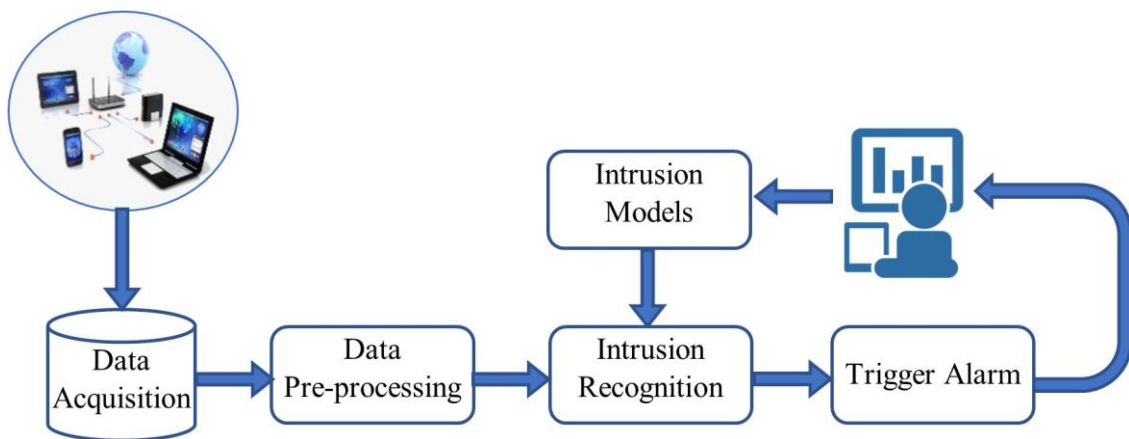 Intrusion
Models
Data
Acquisition
Data
Pre-processing
Intrusion
Recognition
Trigger Alarm